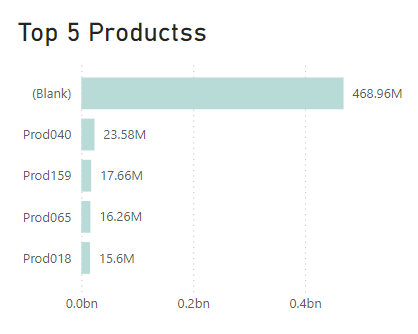 Top 5 Productss
(Blank) 468.96M
Prod040 23.58M
Prod159 17.66M
Prod065 16.26M
Prod018 15.6M
0.0bn 0.2bn 0.4bn